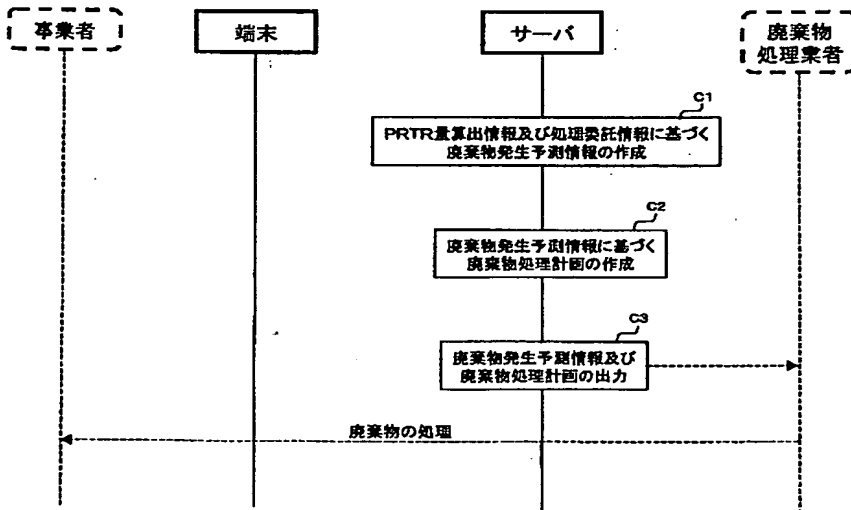 事業者
端末
サーバ
廃棄物
処理業者
C1
PRTR量算出情報及び処理委託情報に基づく
廃棄物発生予測情報の作成
C2
廃棄物発生予測情報に基づく
廃棄物処理計画の作成
C3
廃棄物発生予測情報及び
廃棄物処理計画の出力
廃棄物の処理